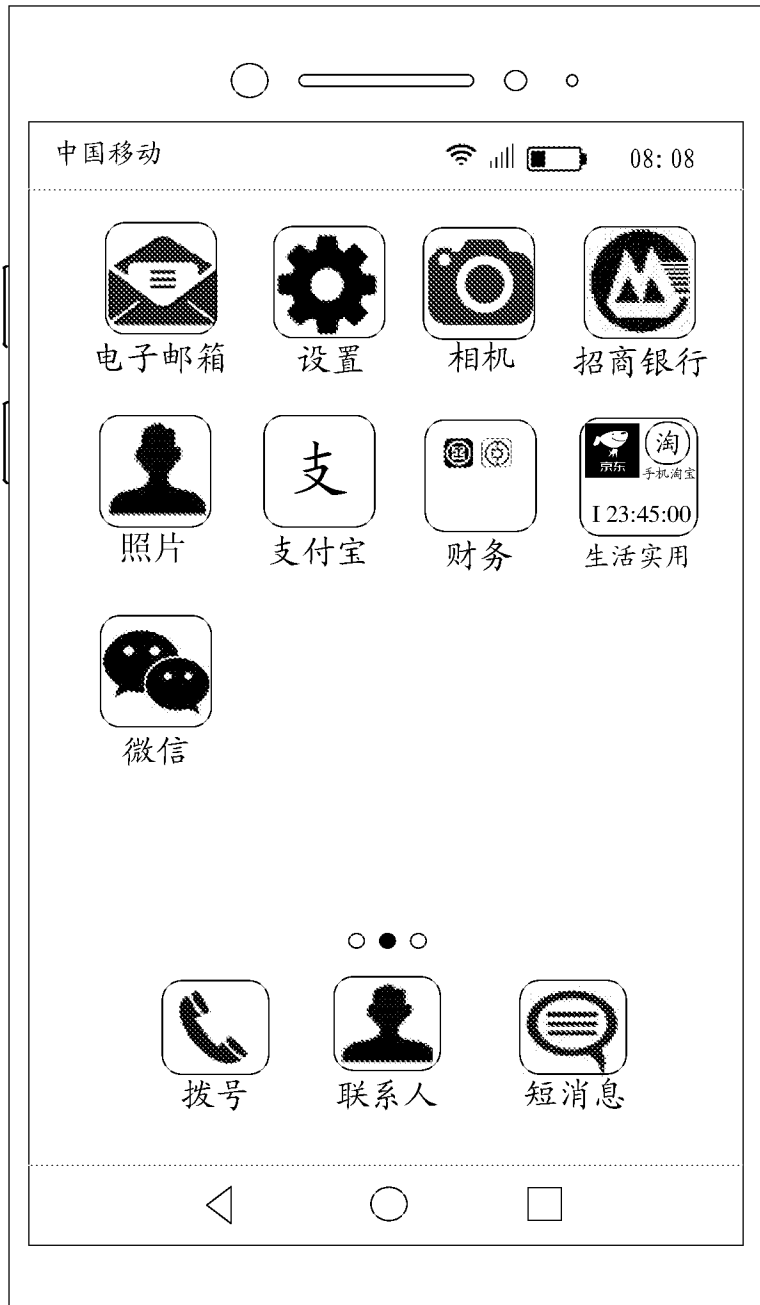 中国移动 08:08
电子邮箱 设置 相机 招商银行
京东 淘 手机淘宝
支
I 23:45:00
照片 支付宝 财务 生活实用
微信
拨号 联系人 短消息